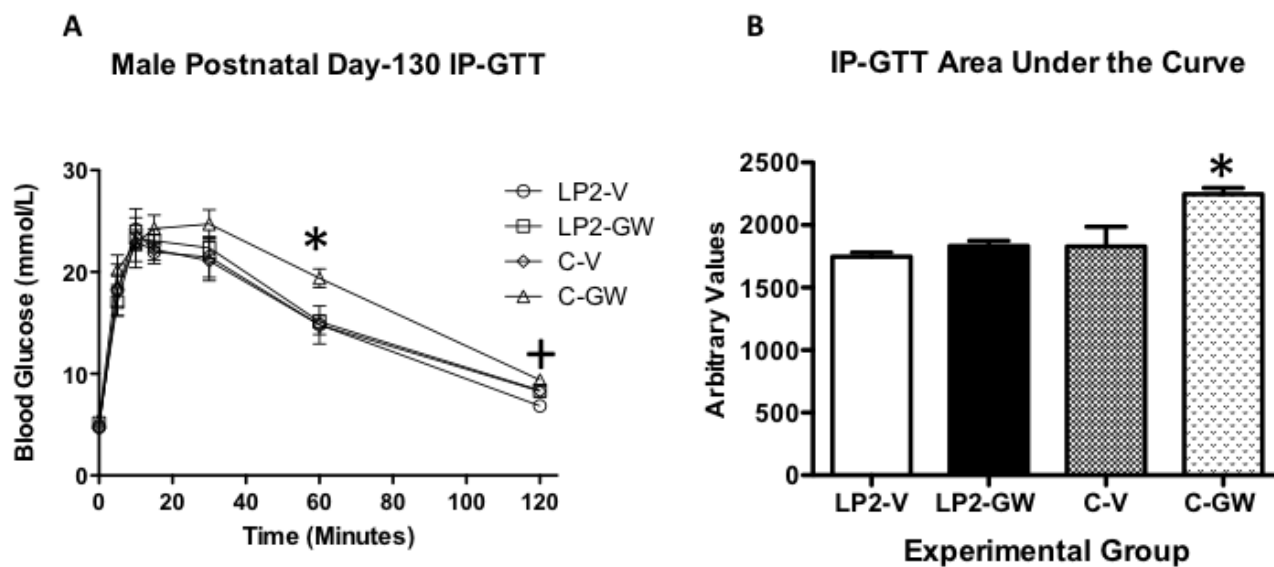 A
Male Postnatal Day-130 IP-GTT
30
20
10
0
Blood Glucose (mmol/L)
0 20 40 60 80 100 120
Time (Minutes)
*
+
LP2-V
LP2-GW
C-V
C-GW
B
IP-GTT Area Under the Curve
2500
2000
1500
1000
500
0
Arbitrary Values
*
LP2-V LP2-GW C-V C-GW
Experimental Group